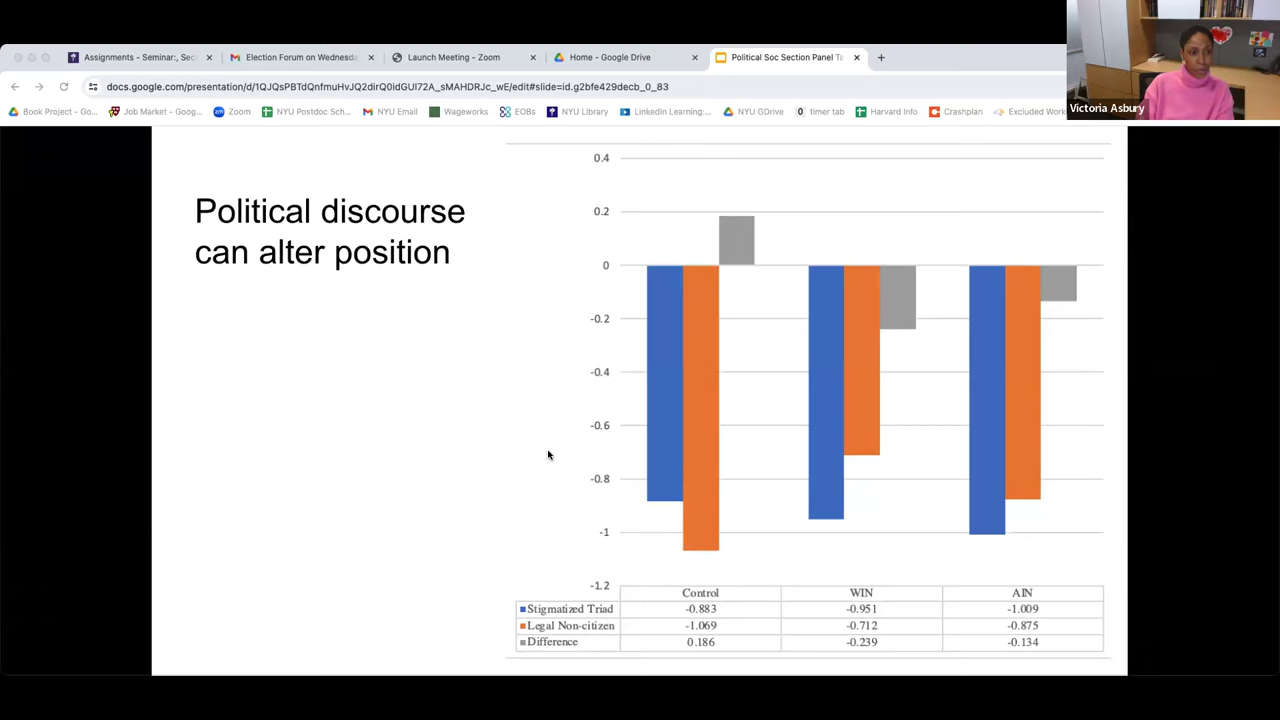 Assignments - Seminar:, Sec
Election Forum on Wednesda
Launch Meeting - Zoom
Home - Google Drive
Political Soc Section Panel Ta
docs.google.com/presentation/d/1QJQsPBTdQnfmuHvJQ2dirQ0idGUl72A_sMAHDRJc_wE/edit#slide=id.g2bfe429decb_0_83
Book Project - Go...
Job Market - Goog...
Zoom
NYU Postdoc Sch...
NYU Email
Wageworks
EOBs
NYU Library
LinkedIn Learning:...
NYU GDrive
timer tab
Harvard Info
Crashplan
Excluded Work
Victoria Asbury
Political discourse
can alter position
0.4
0.2
0
-0.2
-0.4
-0.6
-0.8
-1
-1.2
Control WIN AIN
Stigmatized Triad -0.883 -0.951 -1.009
Legal Non-citizen -1.069 -0.712 -0.875
Difference 0.186 -0.239 -0.134